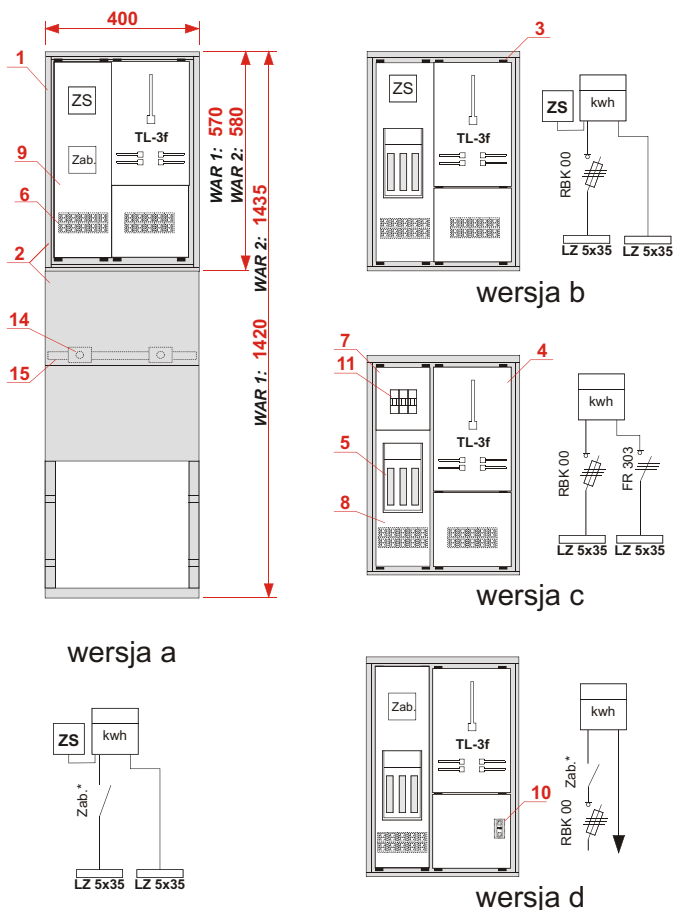 400
1
ZS
Zab.
TL-3f
9
6
2
14
15
WAR 1: 570
WAR 2: 580
WAR 2: 1435
WAR 1: 1420
wersja a
ZS
kwh
Zab.*
LZ 5x35
LZ 5x35
3
ZS
TL-3f
ZS
kwh
RBK 00
LZ 5x35
LZ 5x35
wersja b
7
11
4
5
8
TL-3f
kwh
RBK 00
FR 303
LZ 5x35
LZ 5x35
wersja c
Zab.
TL-3f
10
kwh
Zab.*
RBK 00
wersja d